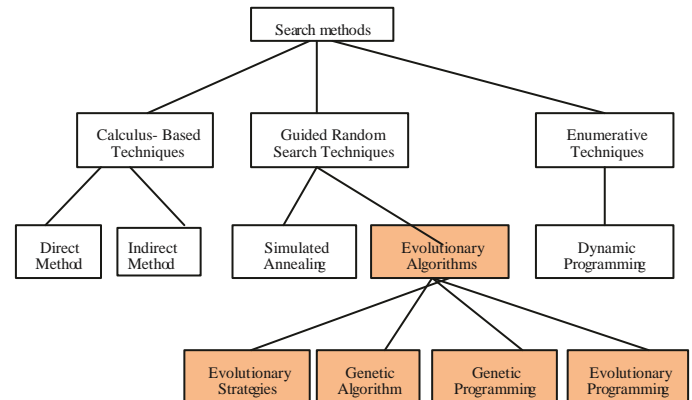 Search methods
Calculus- Based
Techniques
Guided Random
Search Techniques
Enumerative
Techniques
Direct
Method
Indirect
Method
Simulated
Annealing
Evolutionary
Algorithms
Dynamic
Programming
Evolutionary
Strategies
Genetic
Algorithm
Genetic
Programming
Evolutionary
Programming